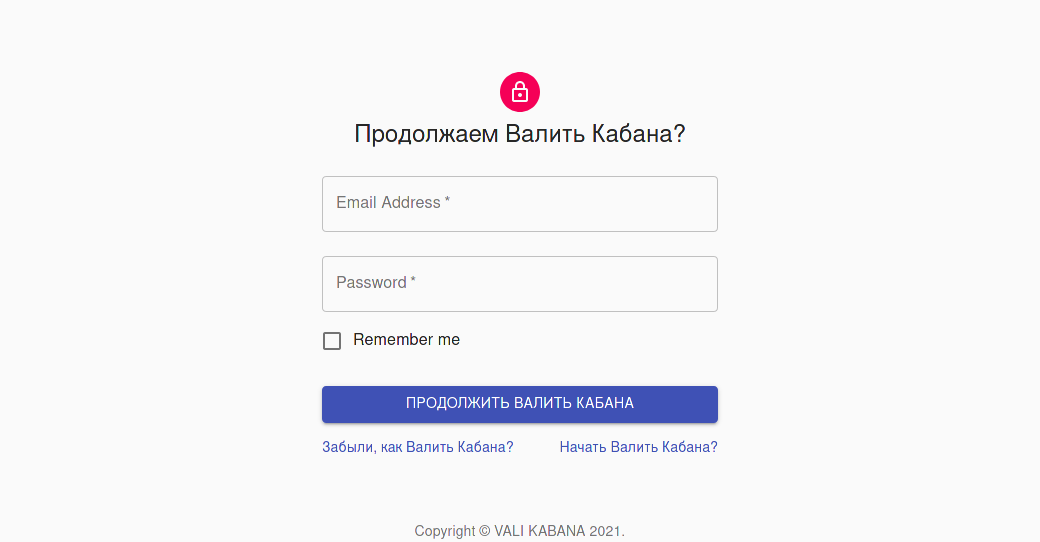 Продолжаем Валить Кабана?
Email Address *
Password *
Remember me
ПРОДОЛЖИТЬ ВАЛИТЬ КАБАНА
Забыли, как Валить Кабана? Начать Валить Кабана?
Copyright © VALI KABANA 2021.